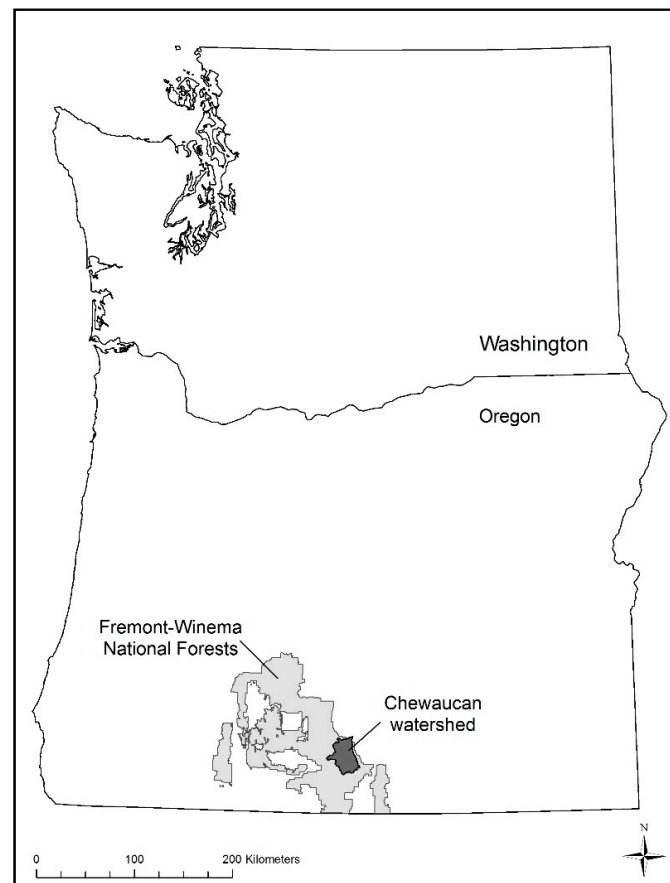 Washington
Oregon
Fremont-Winema
National Forests
Chewaucan
watershed
0 100 200 Kilometers
N